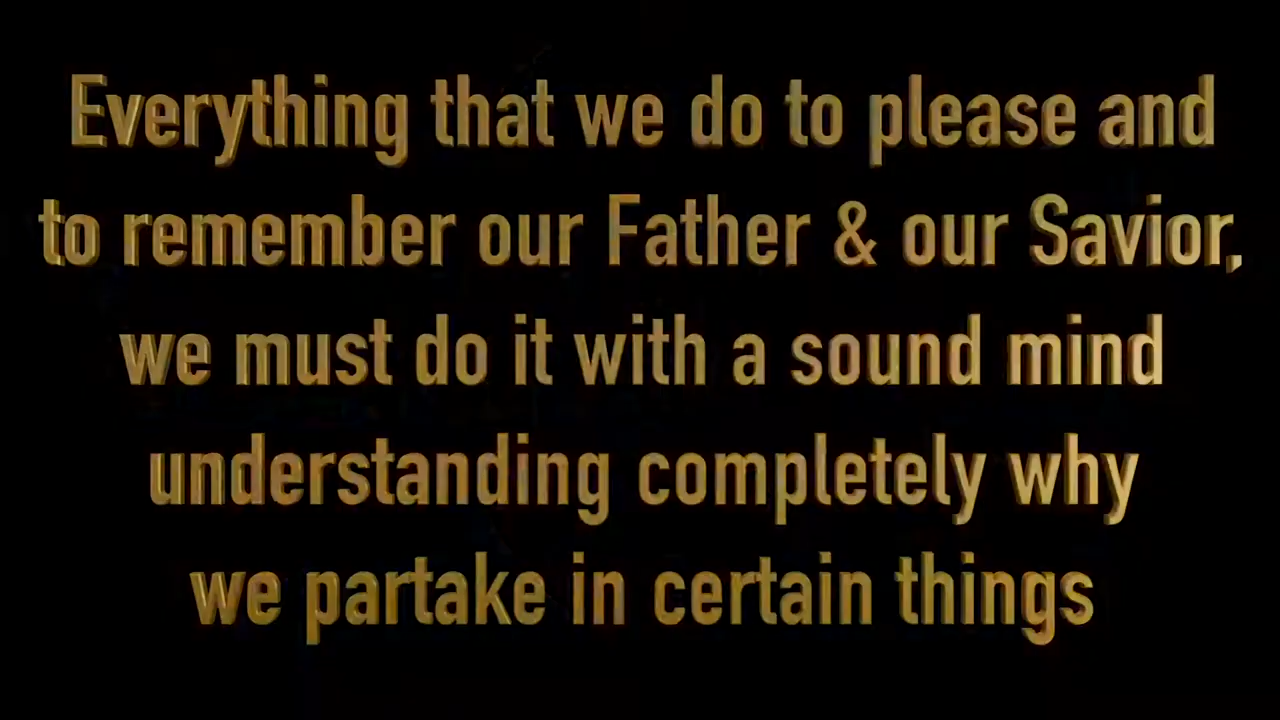 Everything that we do to please and
to remember our Father & our Savior,
we must do it with a sound mind
understanding completely why
we partake in certain things